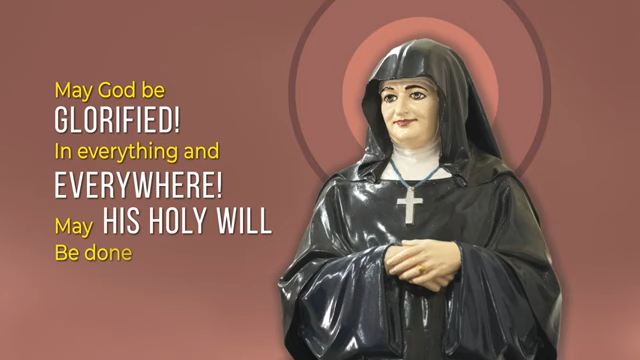 May God be
GLORIFIED!
In everything and
EVERYWHERE!
May HIS HOLY WILL
Be done